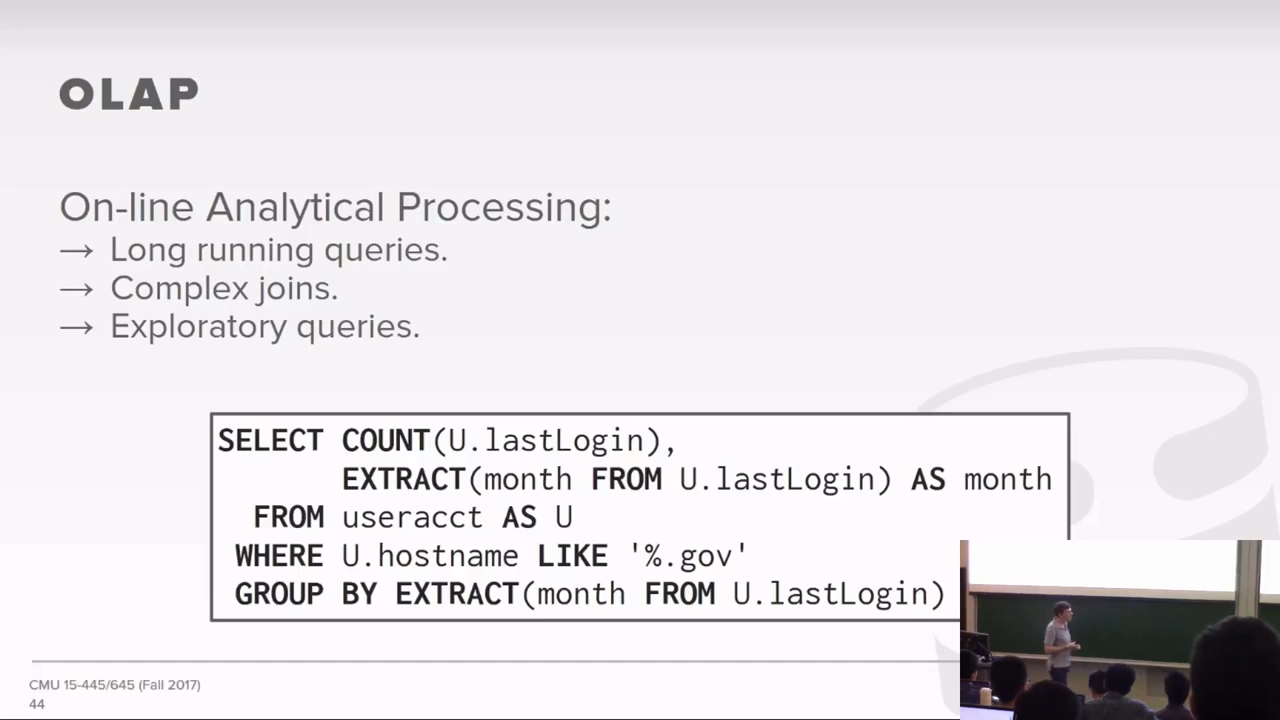 OLAP
On-line Analytical Processing:
→ Long running queries.
→ Complex joins.
→ Exploratory queries.
SELECT COUNT(U.lastLogin),
EXTRACT(month FROM U.lastLogin) AS month
FROM useracct AS U
WHERE U.hostname LIKE '%.gov'
GROUP BY EXTRACT(month FROM U.lastLogin)
CMU 15-445/645 (Fall 2017)
44